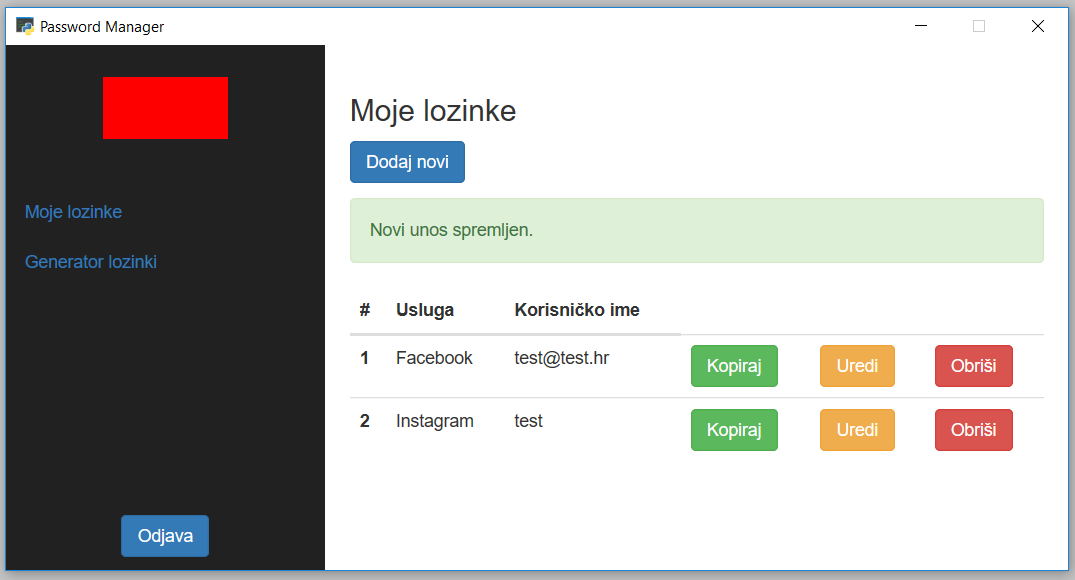 Password Manager
Moje lozinke
Generator lozinki
Odjava
Moje lozinke
Dodaj novi
Novi unos spremljen.
# Usluga Korisničko ime
1 Facebook test@test.hr Kopiraj Uredi Obriši
2 Instagram test Kopiraj Uredi Obriši